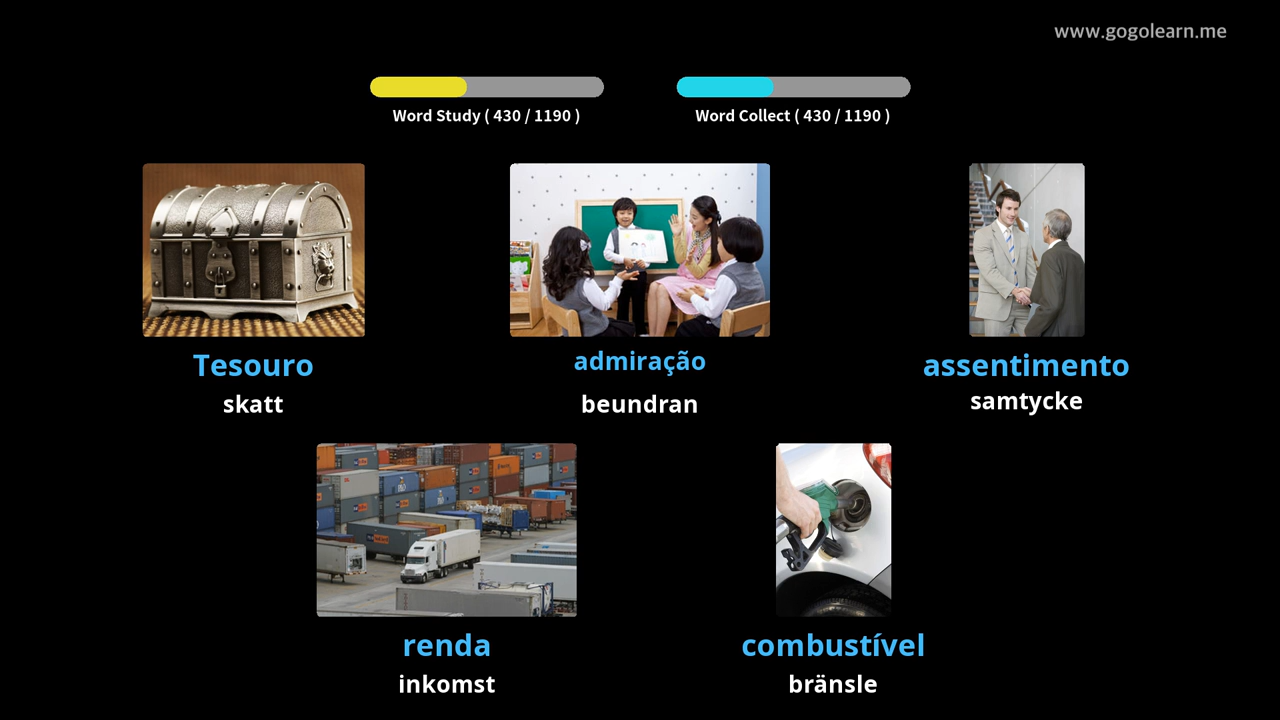 www.gogolearn.me
Word Study ( 430 / 1190 )
Word Collect ( 430 / 1190 )
Tesouro
skatt
admiração
beundran
assentimento
samtycke
renda
inkomst
combustível
bränsle